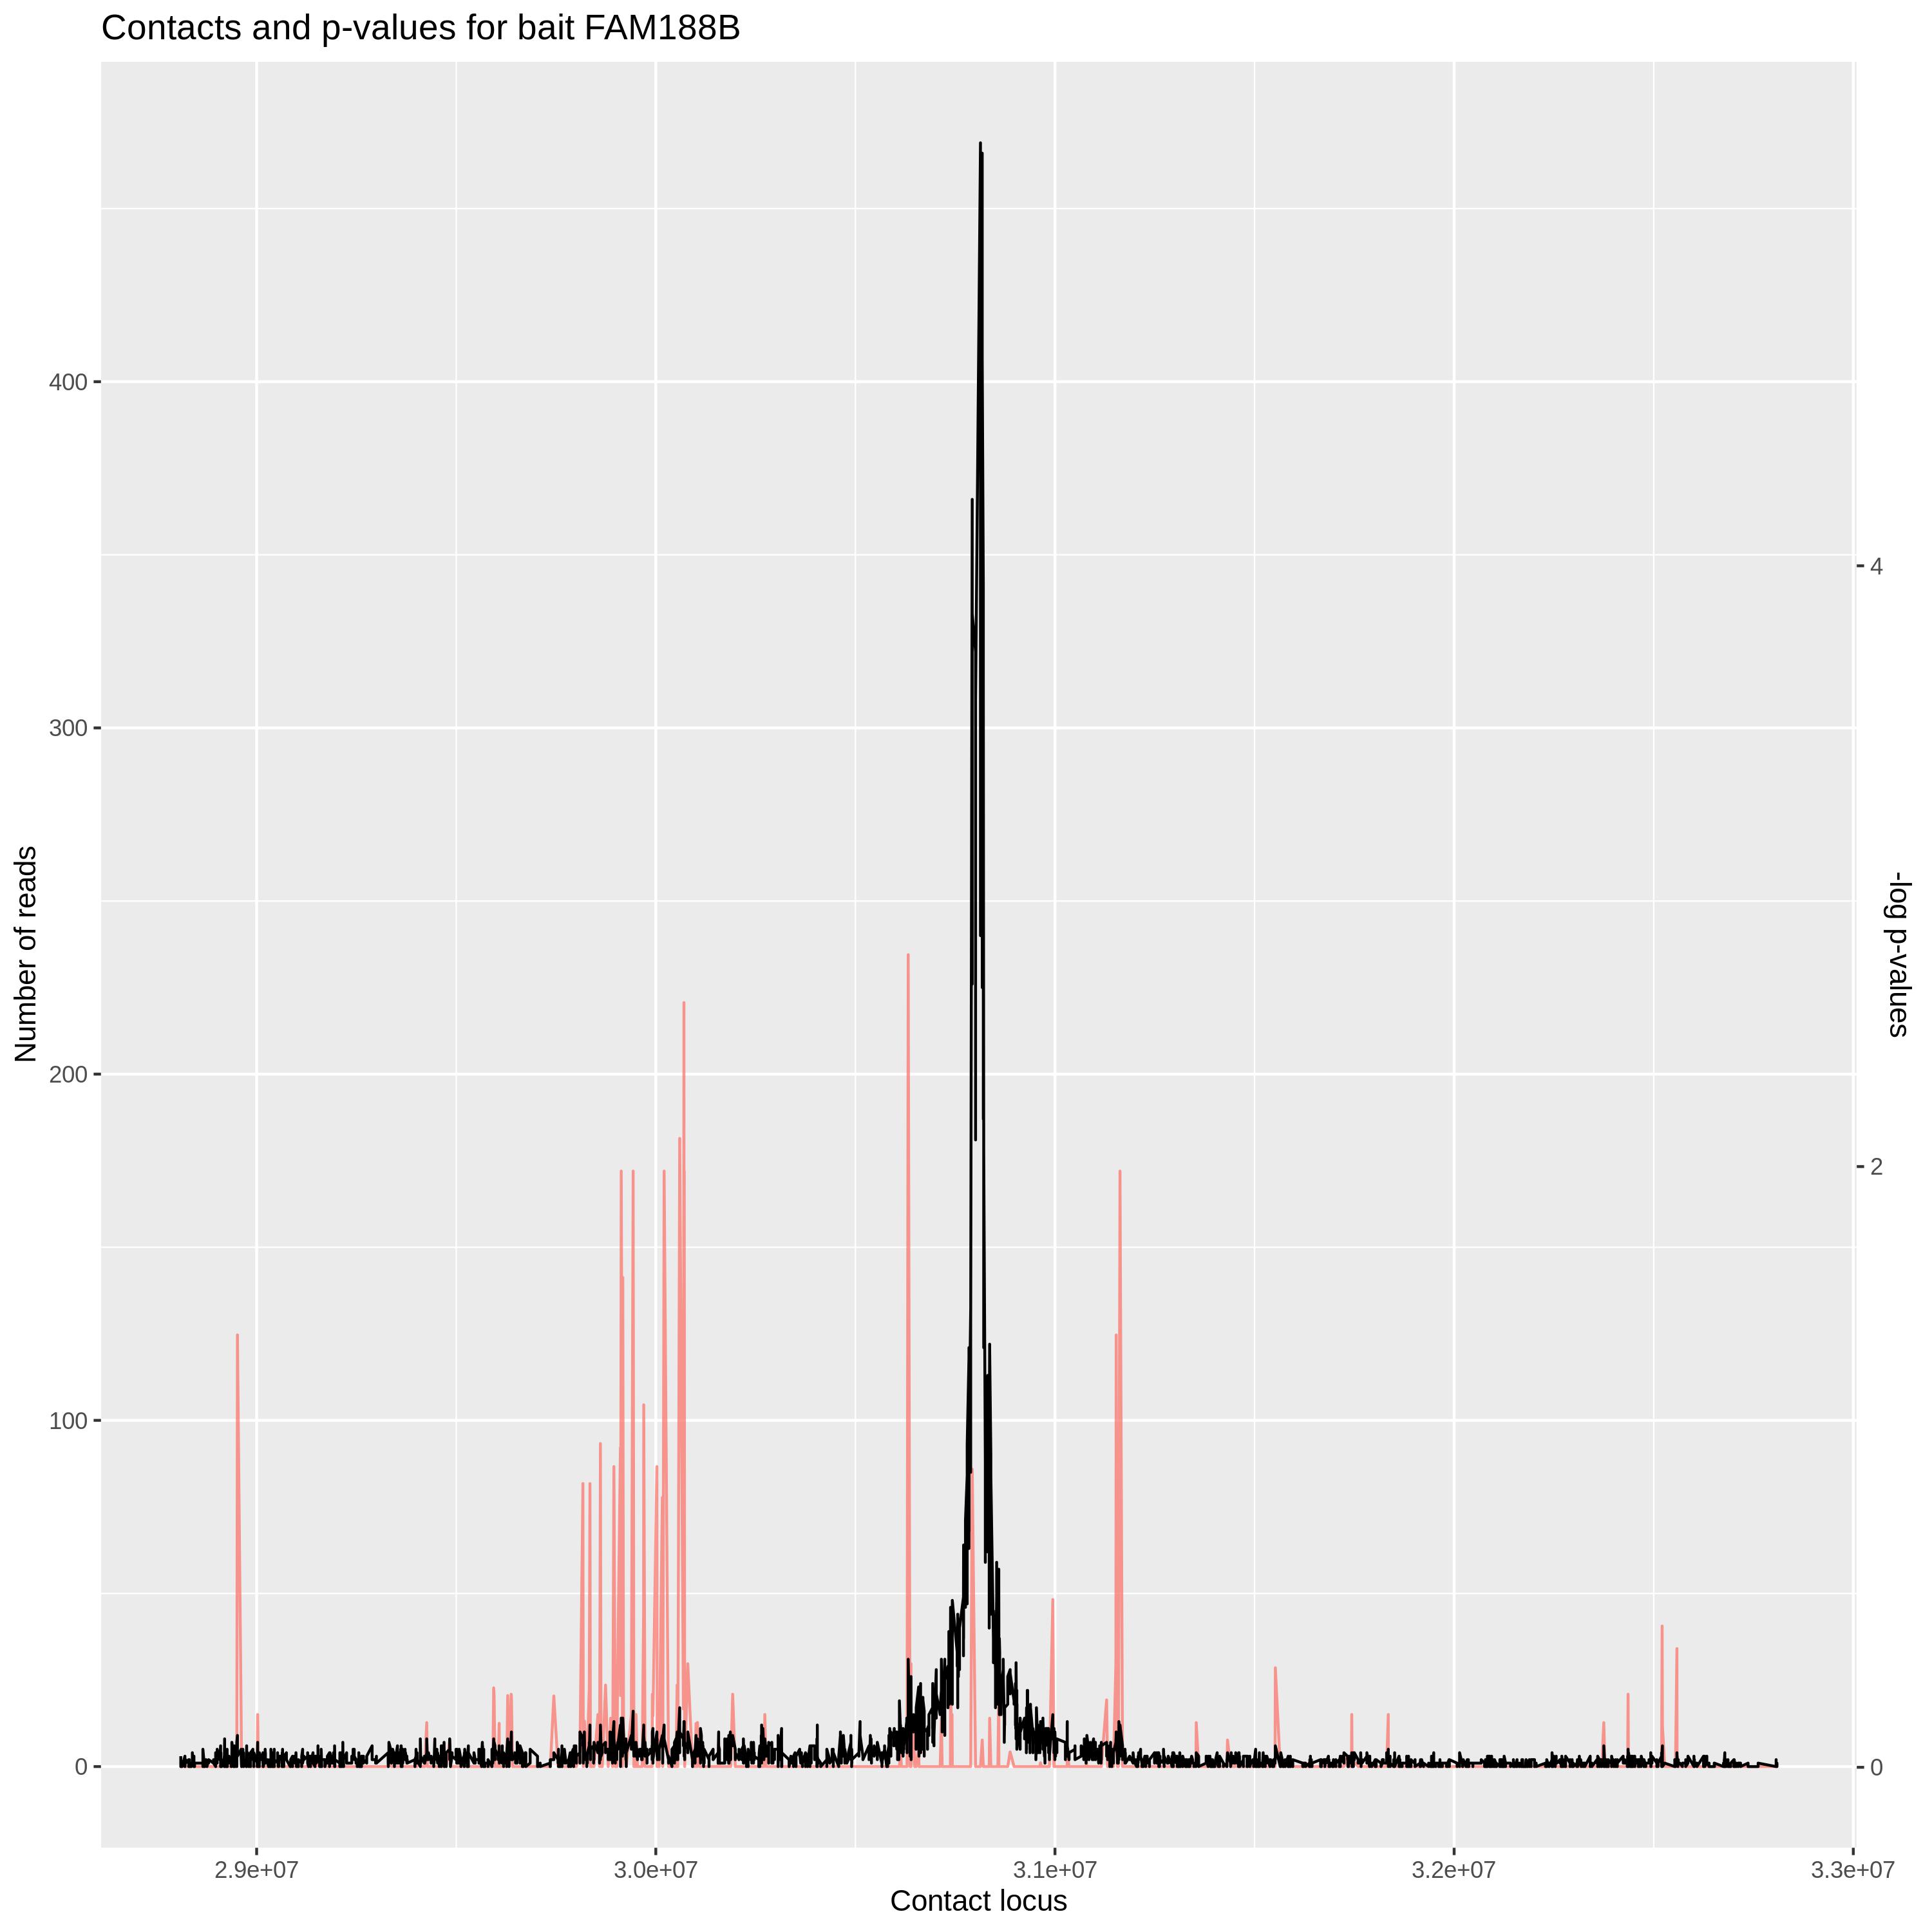 Contacts and p-values for bait FAM188B
Number of reads
400
300
200
100
0
4
2
0
-log p-values
2.9e+07 3.0e+07 3.1e+07 3.2e+07 3.3e+07
Contact locus